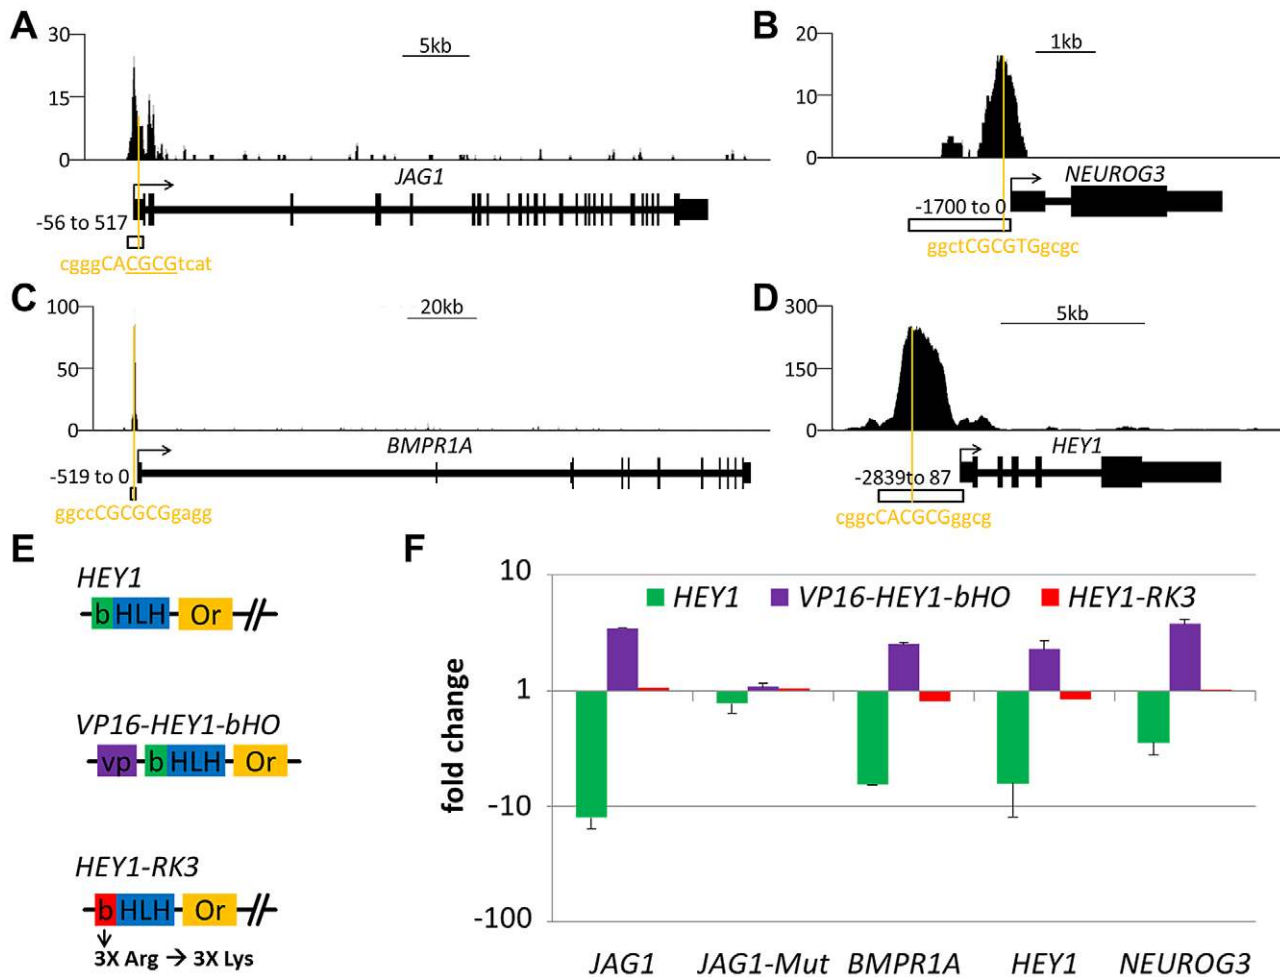 A
30
15
0
5kb
JAG1
-56 to 517
cgggCACGCGtcat
B
20
10
0
1kb
NEUROG3
-1700 to 0
ggctCGCGTGgcgc
C
100
50
0
20kb
BMPR1A
-519 to 0
ggccCGCGCGgagg
D
300
150
0
5kb
HEY1
-2839to 87
cggcCACGCGggcg
E
HEY1
b HLH Or
VP16-HEY1-bHO
vp b HLH Or
HEY1-RK3
b HLH Or
3X Arg → 3X Lys
F
fold change
10
1
-10
-100
HEY1 VP16-HEY1-bHO HEY1-RK3
JAG1 JAG1-Mut BMPR1A HEY1 NEUROG3